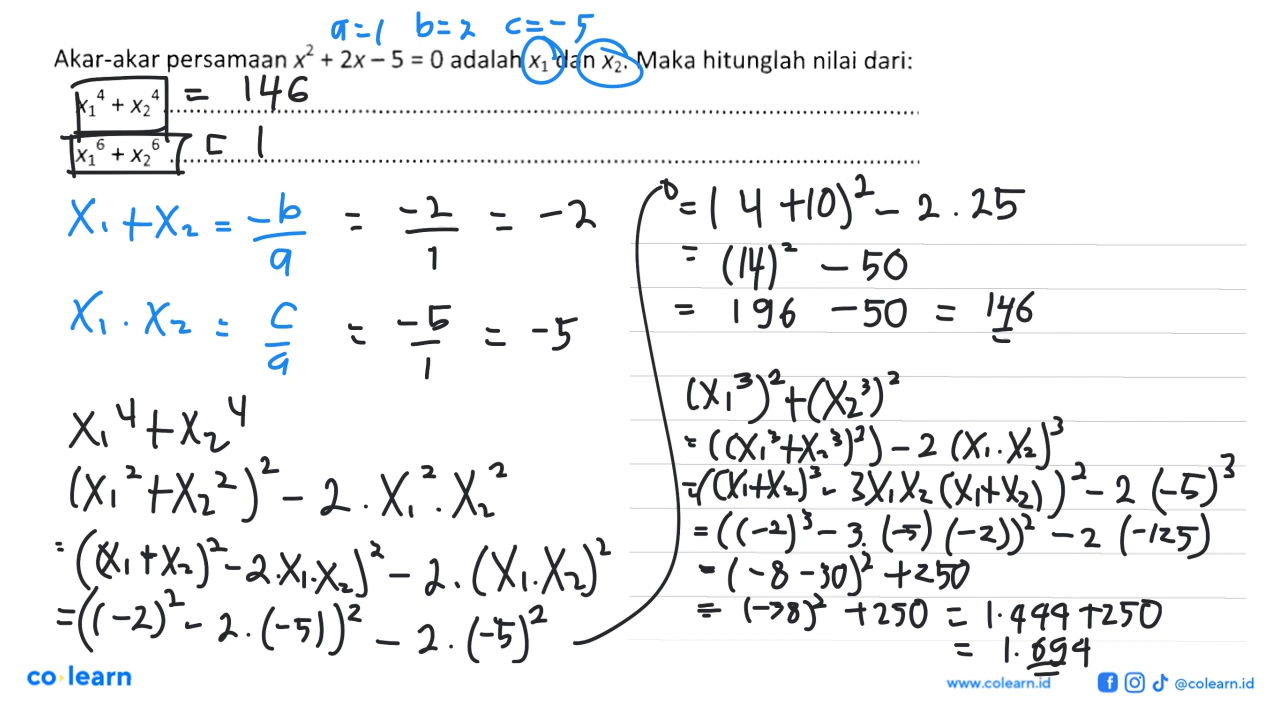 a=1 b=2 c=-5
Akar-akar persamaan x² + 2x – 5 = 0 adalah x₁ dan x₂. Maka hitunglah nilai dari:
x₁⁴ + x₂⁴ = 146
x₁⁶ + x₂⁶ = 1
X₁+X₂ = -b/a = -2/1 = -2
X₁.X₂ = c/a = -5/1 = -5
X₁⁴+X₂⁴
(X₁²+X₂²)² - 2.X₁².X₂²
= ((X₁+X₂)²-2.X₁.X₂)² - 2.(X₁.X₂)²
=((-2)²- 2.(-5))² - 2.(-5)²
= (4+10)² - 2.25
= (14)² - 50
= 196 - 50 = 146
(X₁³)²+(X₂³)²
= ((X₁³+X₂³)²) - 2 (X₁.X₂)³
=((X₁+X₂)³- 3X₁X₂(X₁+X₂))²-2 (-5)³
= ((-2)³-3.(-5)(-2))² - 2 (-125)
= (-8-30)² +250
= (-38)² +250 = 1.444+250
= 1.694
co·learn
www.colearn.id
@colearn.id